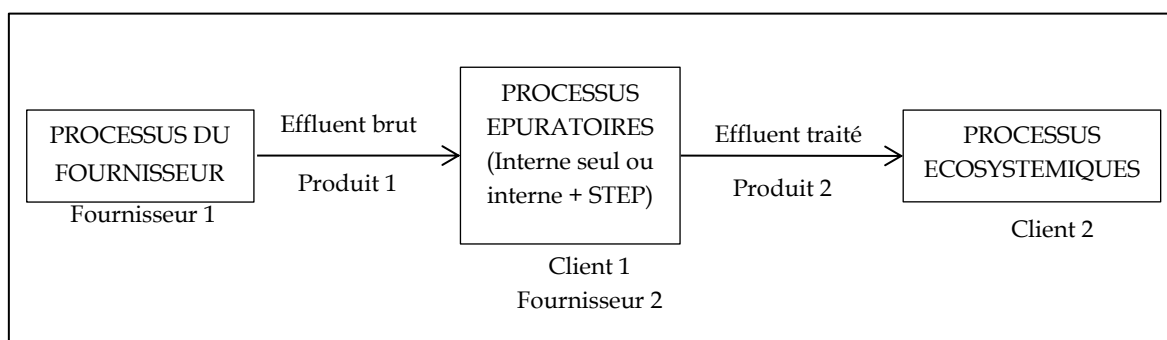 PROCESSUS DU
FOURNISSEUR
Fournisseur 1
Effluent brut
Produit 1
PROCESSUS
EPURATOIRES
(Interne seul ou
interne + STEP)
Client 1
Fournisseur 2
Effluent traité
Produit 2
PROCESSUS
ECOSYSTEMIQUES
Client 2